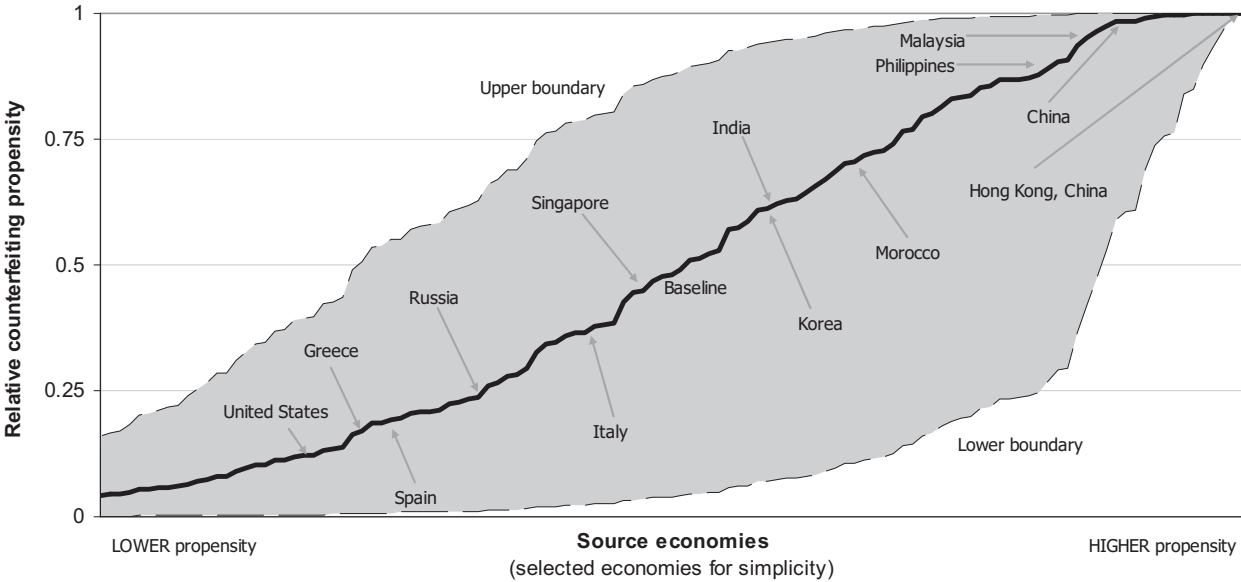 1
0.75
0.5
0.25
0
Relative counterfeiting propensity
Upper boundary
Malaysia
Philippines
China
Hong Kong, China
India
Singapore
Morocco
Baseline
Russia
Korea
Greece
United States
Italy
Lower boundary
Spain
LOWER propensity
Source economies
(selected economies for simplicity)
HIGHER propensity